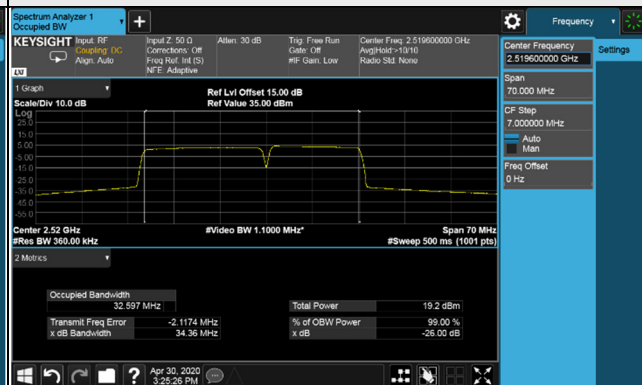 Spectrum Analyzer 1
Occupied BW
Frequency
KEYSIGHT
Input: RF
Coupling: DC
Align: Auto
Input Z: 50 Ω
Corrections: Off
Freq Ref: Int (S)
NFE: Adaptive
Atten: 30 dB
Trig: Free Run
Gate: Off
#IF Gain: Low
Center Freq: 2.519600000 GHz
Avg|Hold:>10/10
Radio Std: None
LXI
Center Frequency
2.519600000 GHz
Settings
Span
70.000 MHz
CF Step
7.000000 MHz
Auto
Man
Freq Offset
0 Hz
1 Graph
Scale/Div 10.0 dB
Ref Lvl Offset 15.00 dB
Ref Value 35.00 dBm
Log
25.0
15.0
5.00
-5.00
-15.0
-25.0
-35.0
-45.0
-55.0
Center 2.52 GHz
#Res BW 360.00 kHz
#Video BW 1.1000 MHz*
Span 70 MHz
#Sweep 500 ms (1001 pts)
2 Metrics
Occupied Bandwidth
32.597 MHz
Total Power 19.2 dBm
Transmit Freq Error -2.1174 MHz
% of OBW Power 99.00 %
x dB Bandwidth 34.36 MHz
x dB -26.00 dB
Apr 30, 2020
3:25:26 PM